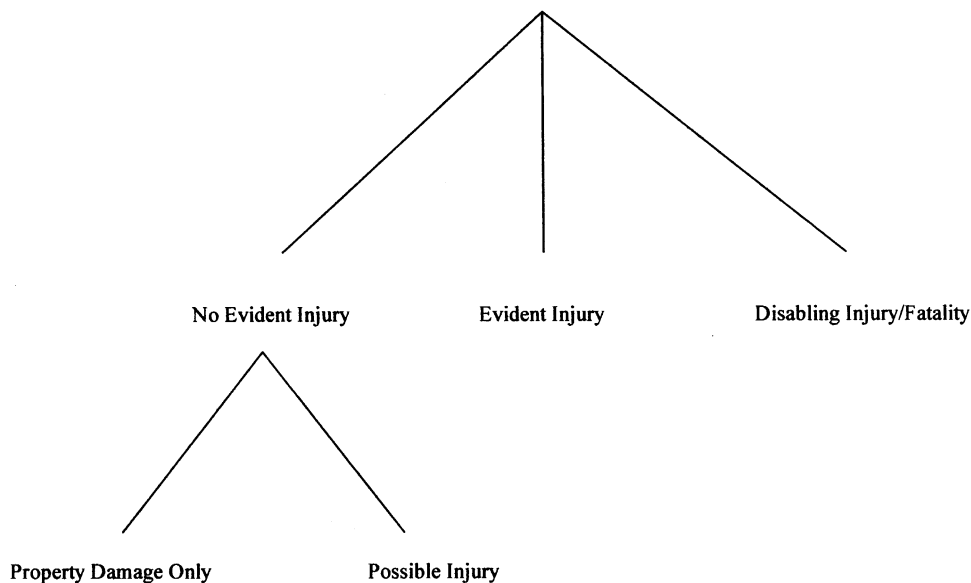 No Evident Injury
Evident Injury
Disabling Injury/Fatality
Property Damage Only
Possible Injury